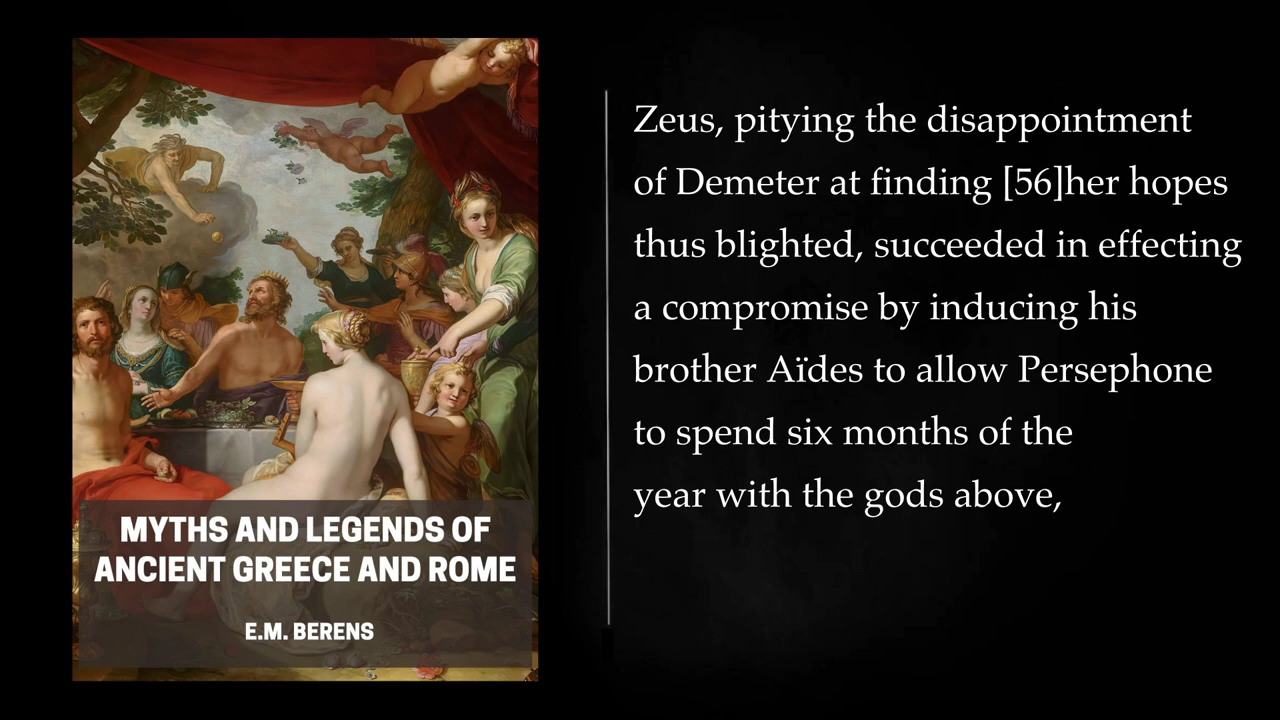 MYTHS AND LEGENDS OF
ANCIENT GREECE AND ROME
E.M. BERENS
Zeus, pitying the disappointment
of Demeter at finding [56]her hopes
thus blighted, succeeded in effecting
a compromise by inducing his
brother Aïdes to allow Persephone
to spend six months of the
year with the gods above,